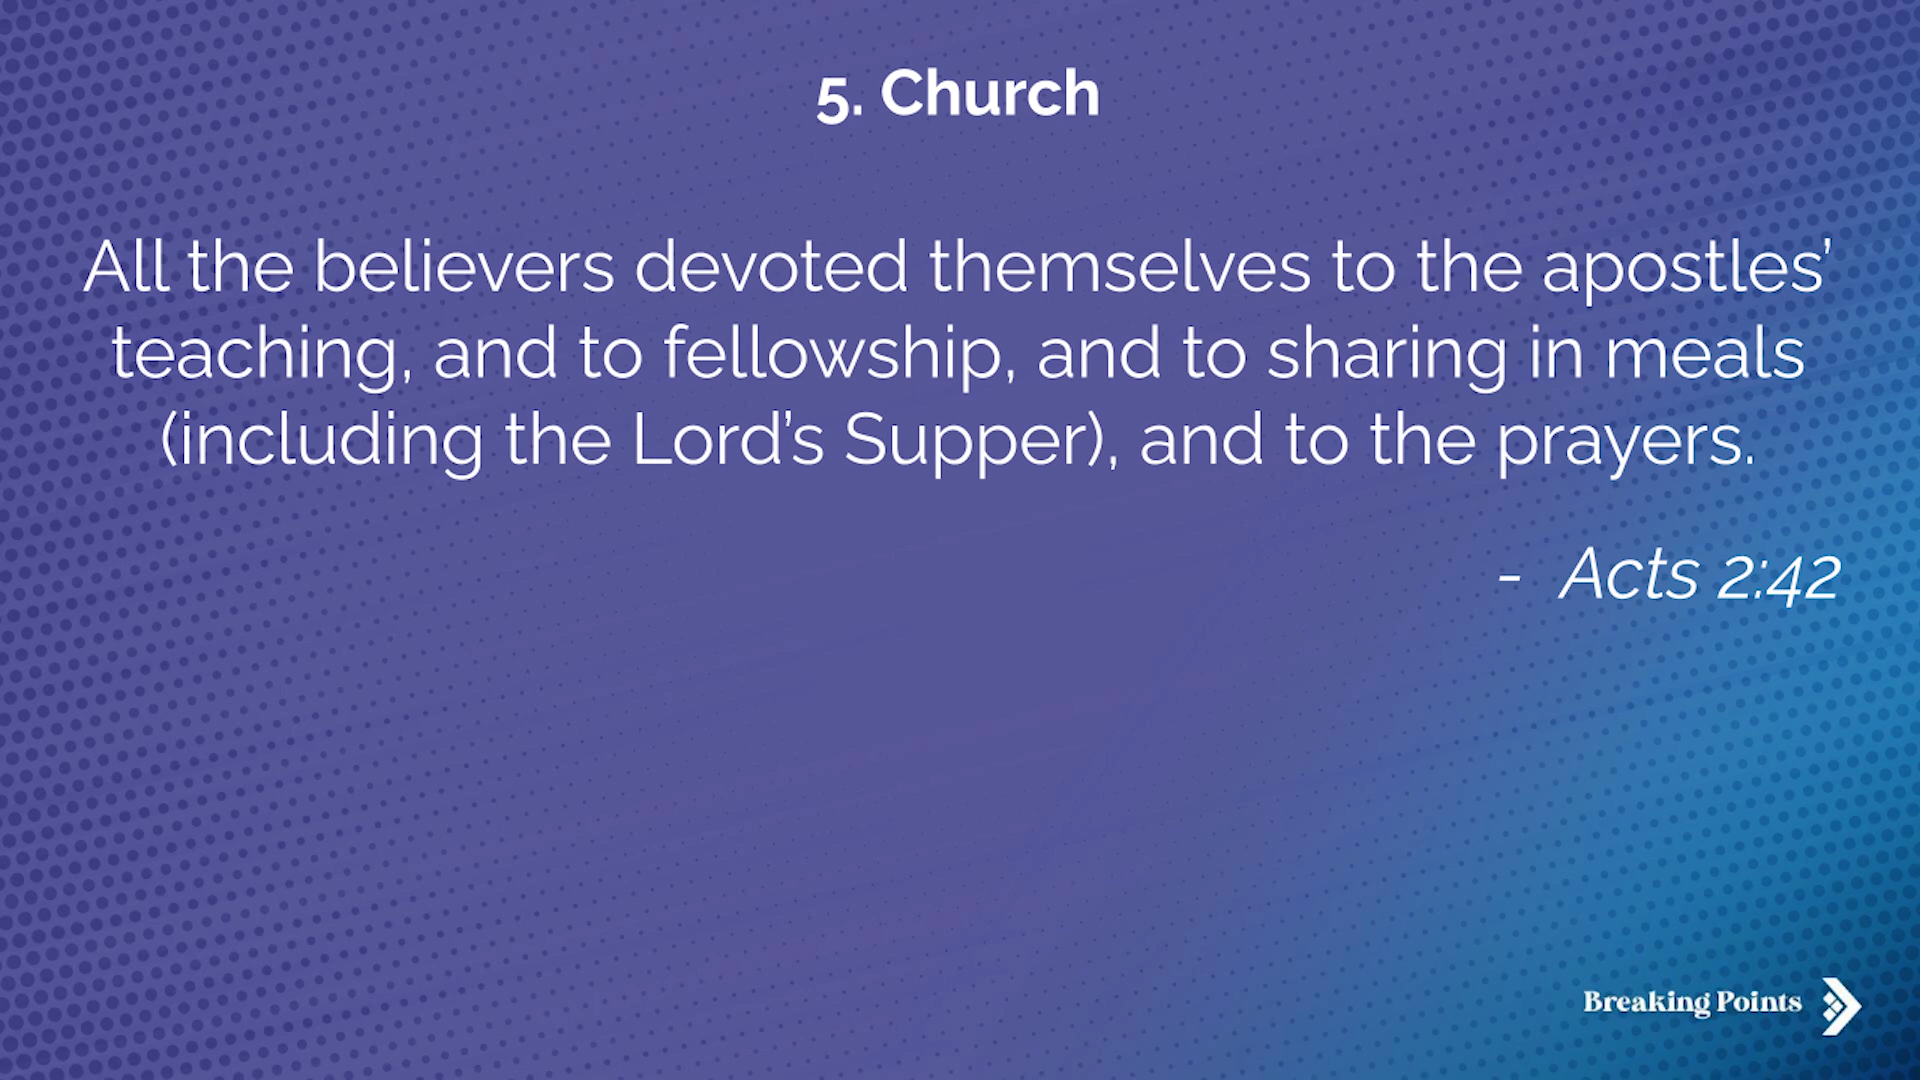 5. Church
All the believers devoted themselves to the apostles’
teaching, and to fellowship, and to sharing in meals
(including the Lord’s Supper), and to the prayers.
- Acts 2:42
Breaking Points